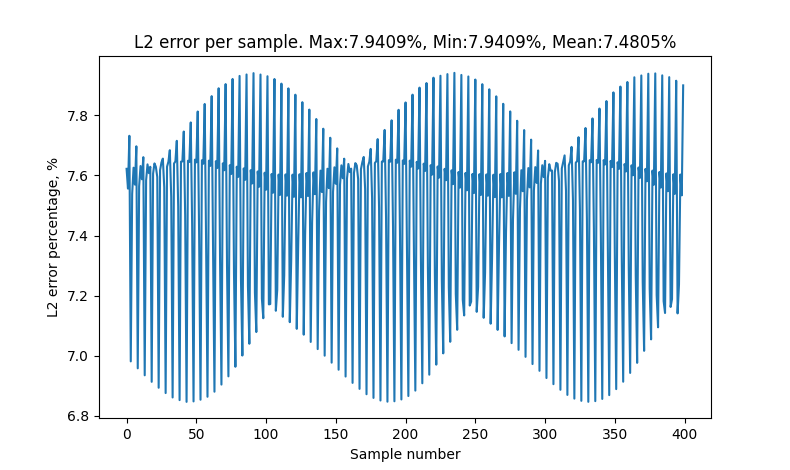 L2 error per sample. Max:7.9409%, Min:7.9409%, Mean:7.4805%
7.8
7.6
7.4
7.2
7.0
6.8
L2 error percentage, %
0 50 100 150 200 250 300 350 400
Sample number